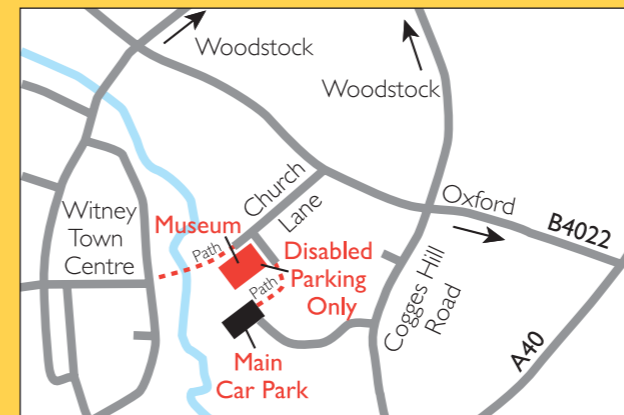 Woodstock
Woodstock
Church
Lane
Oxford
B4022
Witney
Town
Centre
Museum
Path
Disabled
Parking
Only
Path
Cogges Hill
Road
Main
Car Park
A40